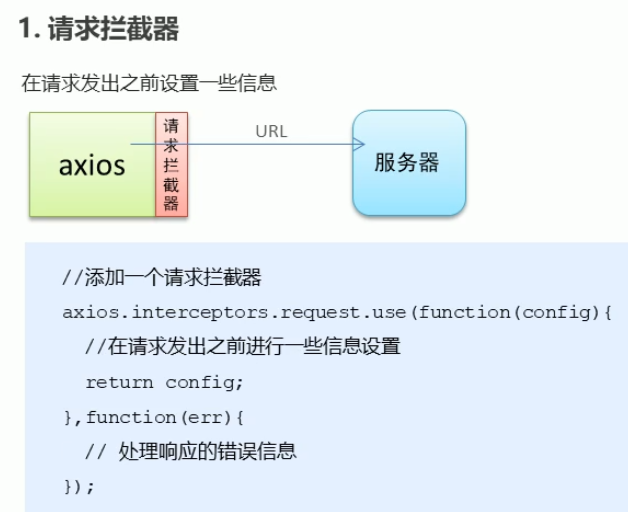 1. 请求拦截器
在请求发出之前设置一些信息
axios
请求拦截器
URL
服务器
//添加一个请求拦截器
axios.interceptors.request.use(function(config){
//在请求发出之前进行一些信息设置
return config;
},function(err){
// 处理响应的错误信息
});